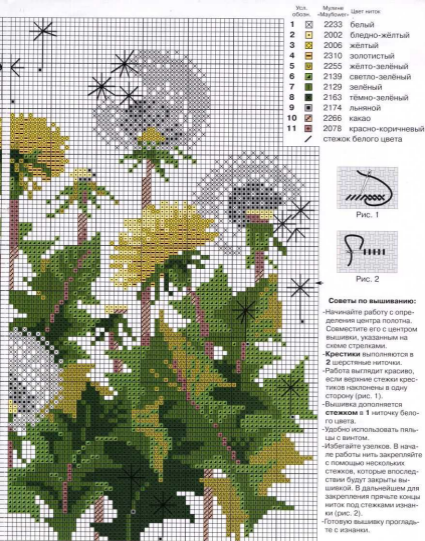 Усл. обозн. Мулине «Mayflower» Цвет ниток
1 2233 белый
2 2002 бледно-жёлтый
3 2006 жёлтый
4 2310 золотистый
5 2255 жёлто-зелёный
6 2139 светло-зелёный
7 2129 зелёный
8 2163 тёмно-зелёный
9 2174 льняной
10 2266 какао
11 2078 красно-коричневый
стежок белого цвета
Рис. 1
Рис. 2
Советы по вышиванию:
-Начинайте работу с опре-
деления центра полотна.
Совместите его с центром
вышивки, указанным на
схеме стрелками.
-Крестики выполняются в
2 шерстяные ниточки.
-Работа выглядит красиво,
если верхние стежки крес-
тиков наклонены в одну
сторону (рис. 1).
-Вышивка дополняется
стежком в 1 ниточку бело-
го цвета.
-Удобно использовать пяль-
цы с винтом.
-Избегайте узелков. В нача-
ле работы нить закрепляйте
с помощью нескольких
стежков, которые впослед-
ствии будут закрыты вы-
шивкой. В дальнейшем для
закрепления прячьте концы
ниток под стежками изнан-
ки (рис. 2).
-Готовую вышивку прогладь-
те с изнанки.